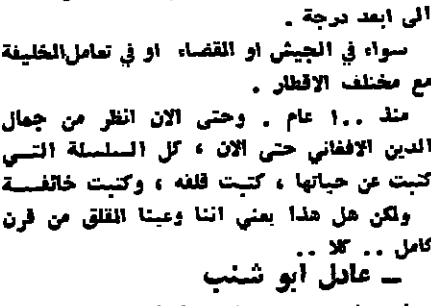 الى ابعد درجة .
سواء في الجيش او القضاء او في تعامل الخليفة
مع مختلف الاقطار .
منذ ١٠٠ عام . وحتى الان انظر من جمال
الدين الافغاني حتى الان ، كل السلسلة التي
كتبت عن حياتها ، كتبت قلقه ، وكتبت خائفة
ولكن هل هذا يعني اننا وعينا القلق من قرن
كامل .. كلا ..
ــ عادل ابو شنب